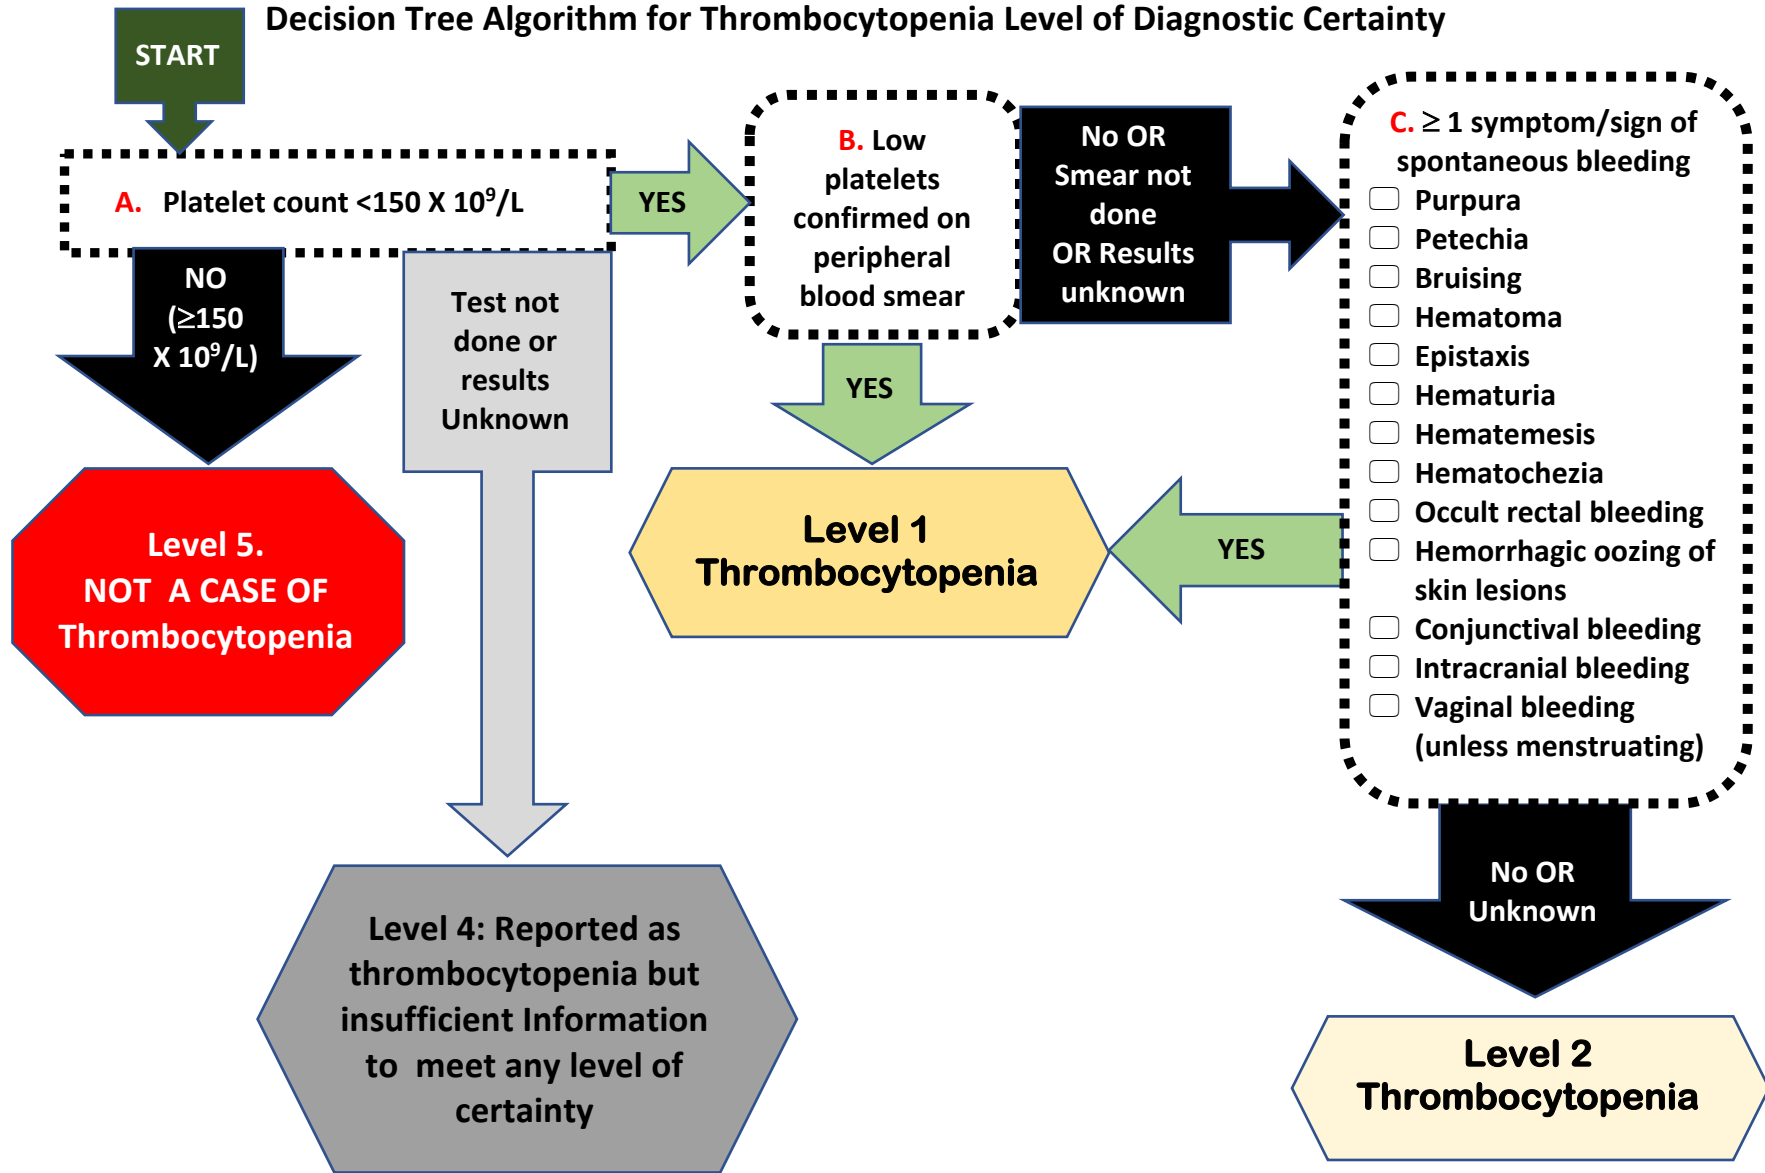 Decision Tree Algorithm for Thrombocytopenia Level of Diagnostic Certainty
START
A. Platelet count <150 X 10⁹/L
YES
B. Low
platelets
confirmed on
peripheral
blood smear
No OR
Smear not
done
OR Results
unknown
C. ≥ 1 symptom/sign of
spontaneous bleeding
Purpura
Petechia
Bruising
Hematoma
Epistaxis
Hematuria
Hematemesis
Hematochezia
Occult rectal bleeding
Hemorrhagic oozing of
skin lesions
Conjunctival bleeding
Intracranial bleeding
Vaginal bleeding
(unless menstruating)
NO
(≥150
X 10⁹/L)
Test not
done or
results
Unknown
YES
YES
Level 5.
NOT  A CASE OF
Thrombocytopenia
Level 1
Thrombocytopenia
No OR
Unknown
Level 4: Reported as
thrombocytopenia but
insufficient Information
to  meet any level of
certainty
Level 2
Thrombocytopenia